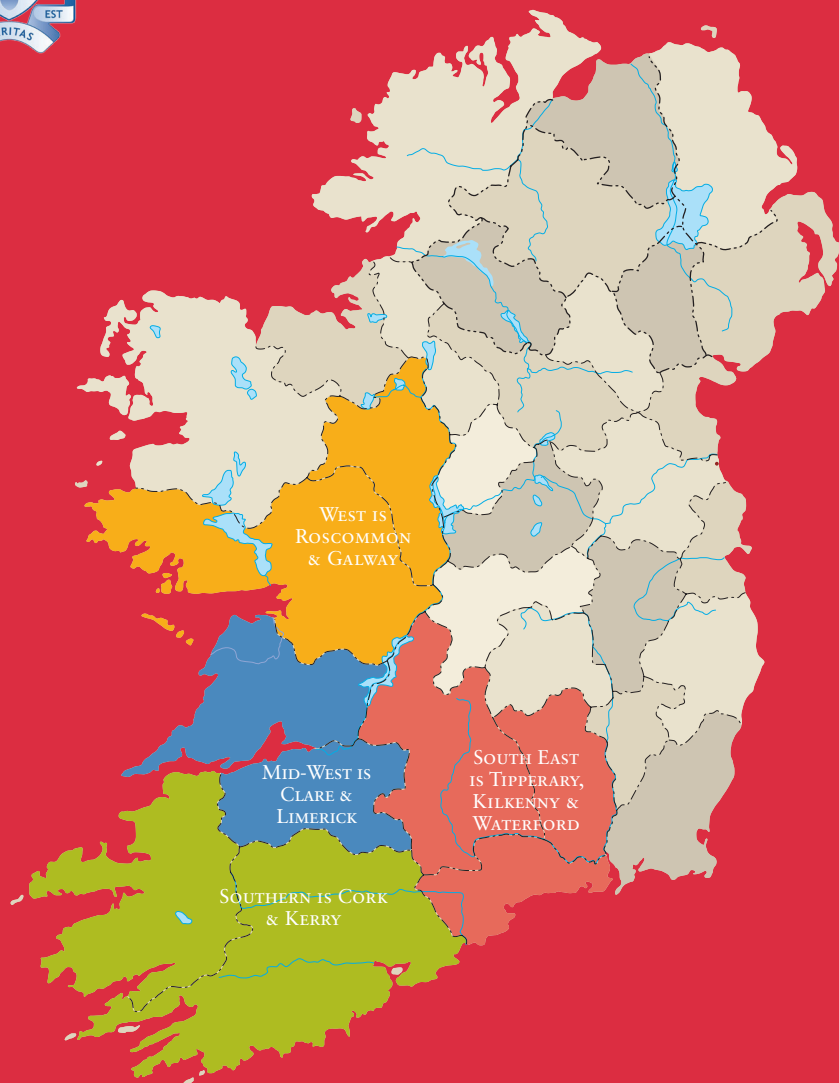 EST
RITAS
West is
Roscommon
& Galway
Mid-West is
Clare &
Limerick
South East
is Tipperary,
Kilkenny &
Waterford
Southern is Cork
& Kerry